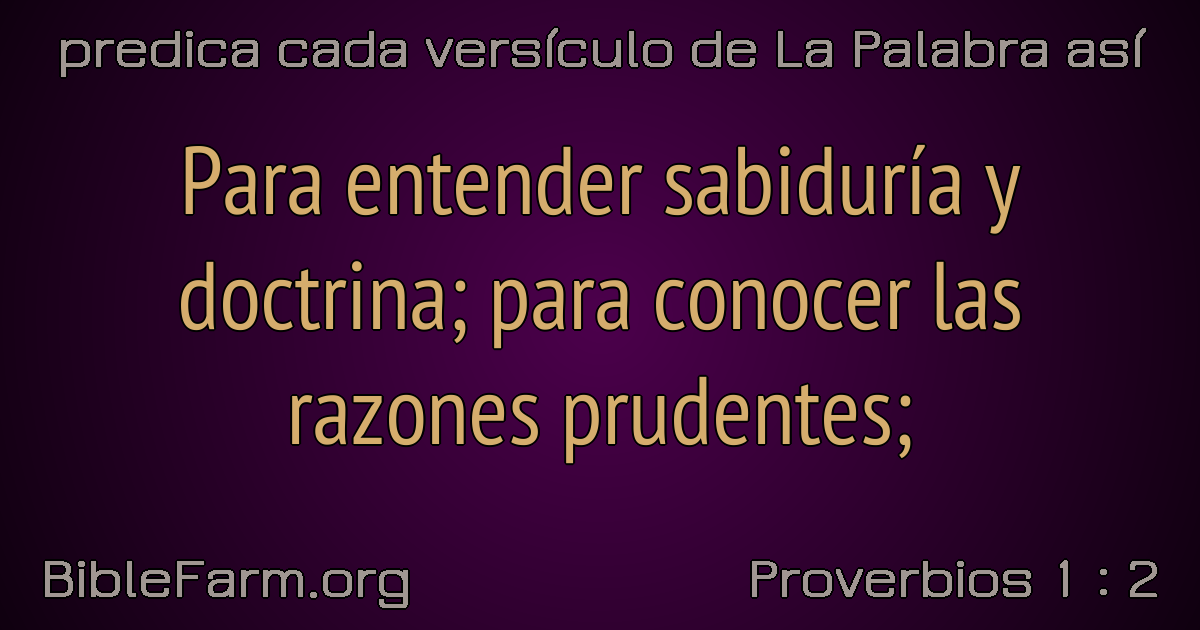 predica cada versículo de La Palabra así
Para entender sabiduría y
doctrina; para conocer las
razones prudentes;
BibleFarm.org
Proverbios 1 : 2